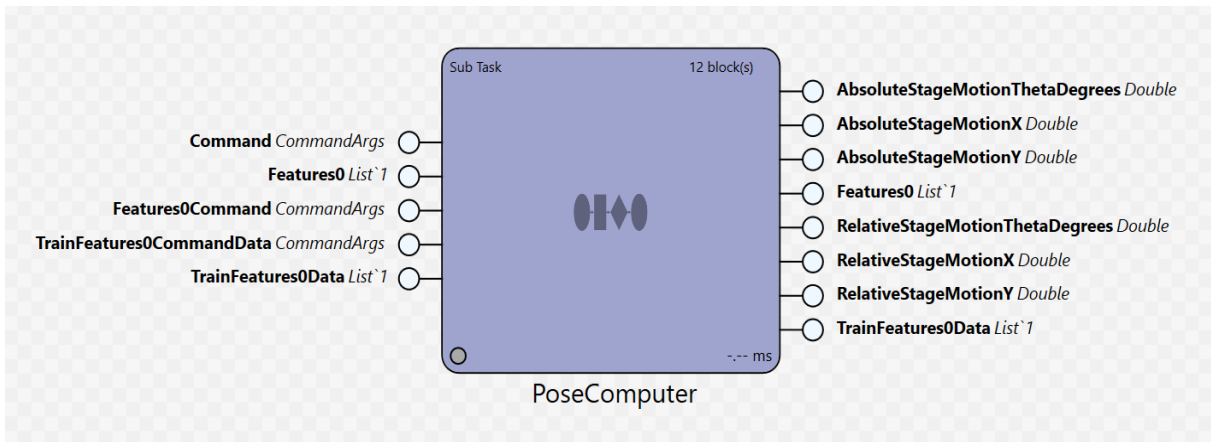 Sub Task 12 block(s)
Command CommandArgs
Features0 List`1
Features0Command CommandArgs
TrainFeatures0CommandData CommandArgs
TrainFeatures0Data List`1
AbsoluteStageMotionThetaDegrees Double
AbsoluteStageMotionX Double
AbsoluteStageMotionY Double
Features0 List`1
RelativeStageMotionThetaDegrees Double
RelativeStageMotionX Double
RelativeStageMotionY Double
TrainFeatures0Data List`1
-.-- ms
PoseComputer